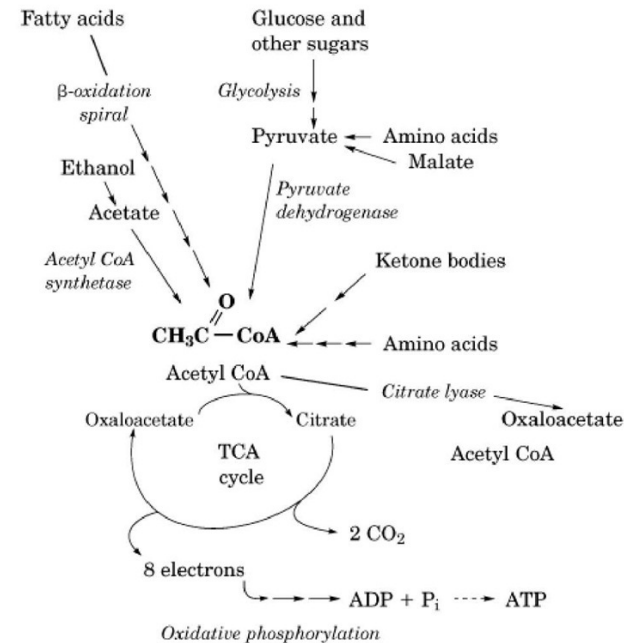 Fatty acids
Glucose and
other sugars
β-oxidation
spiral
Glycolysis
Pyruvate
Amino acids
Malate
Ethanol
Acetate
Pyruvate
dehydrogenase
Acetyl CoA
synthetase
Ketone bodies
O
CH₃C — CoA
Amino acids
Acetyl CoA
Citrate lyase
Oxaloacetate
Citrate
Oxaloacetate
TCA
cycle
Acetyl CoA
2 CO₂
8 electrons
ADP + Pᵢ
ATP
Oxidative phosphorylation